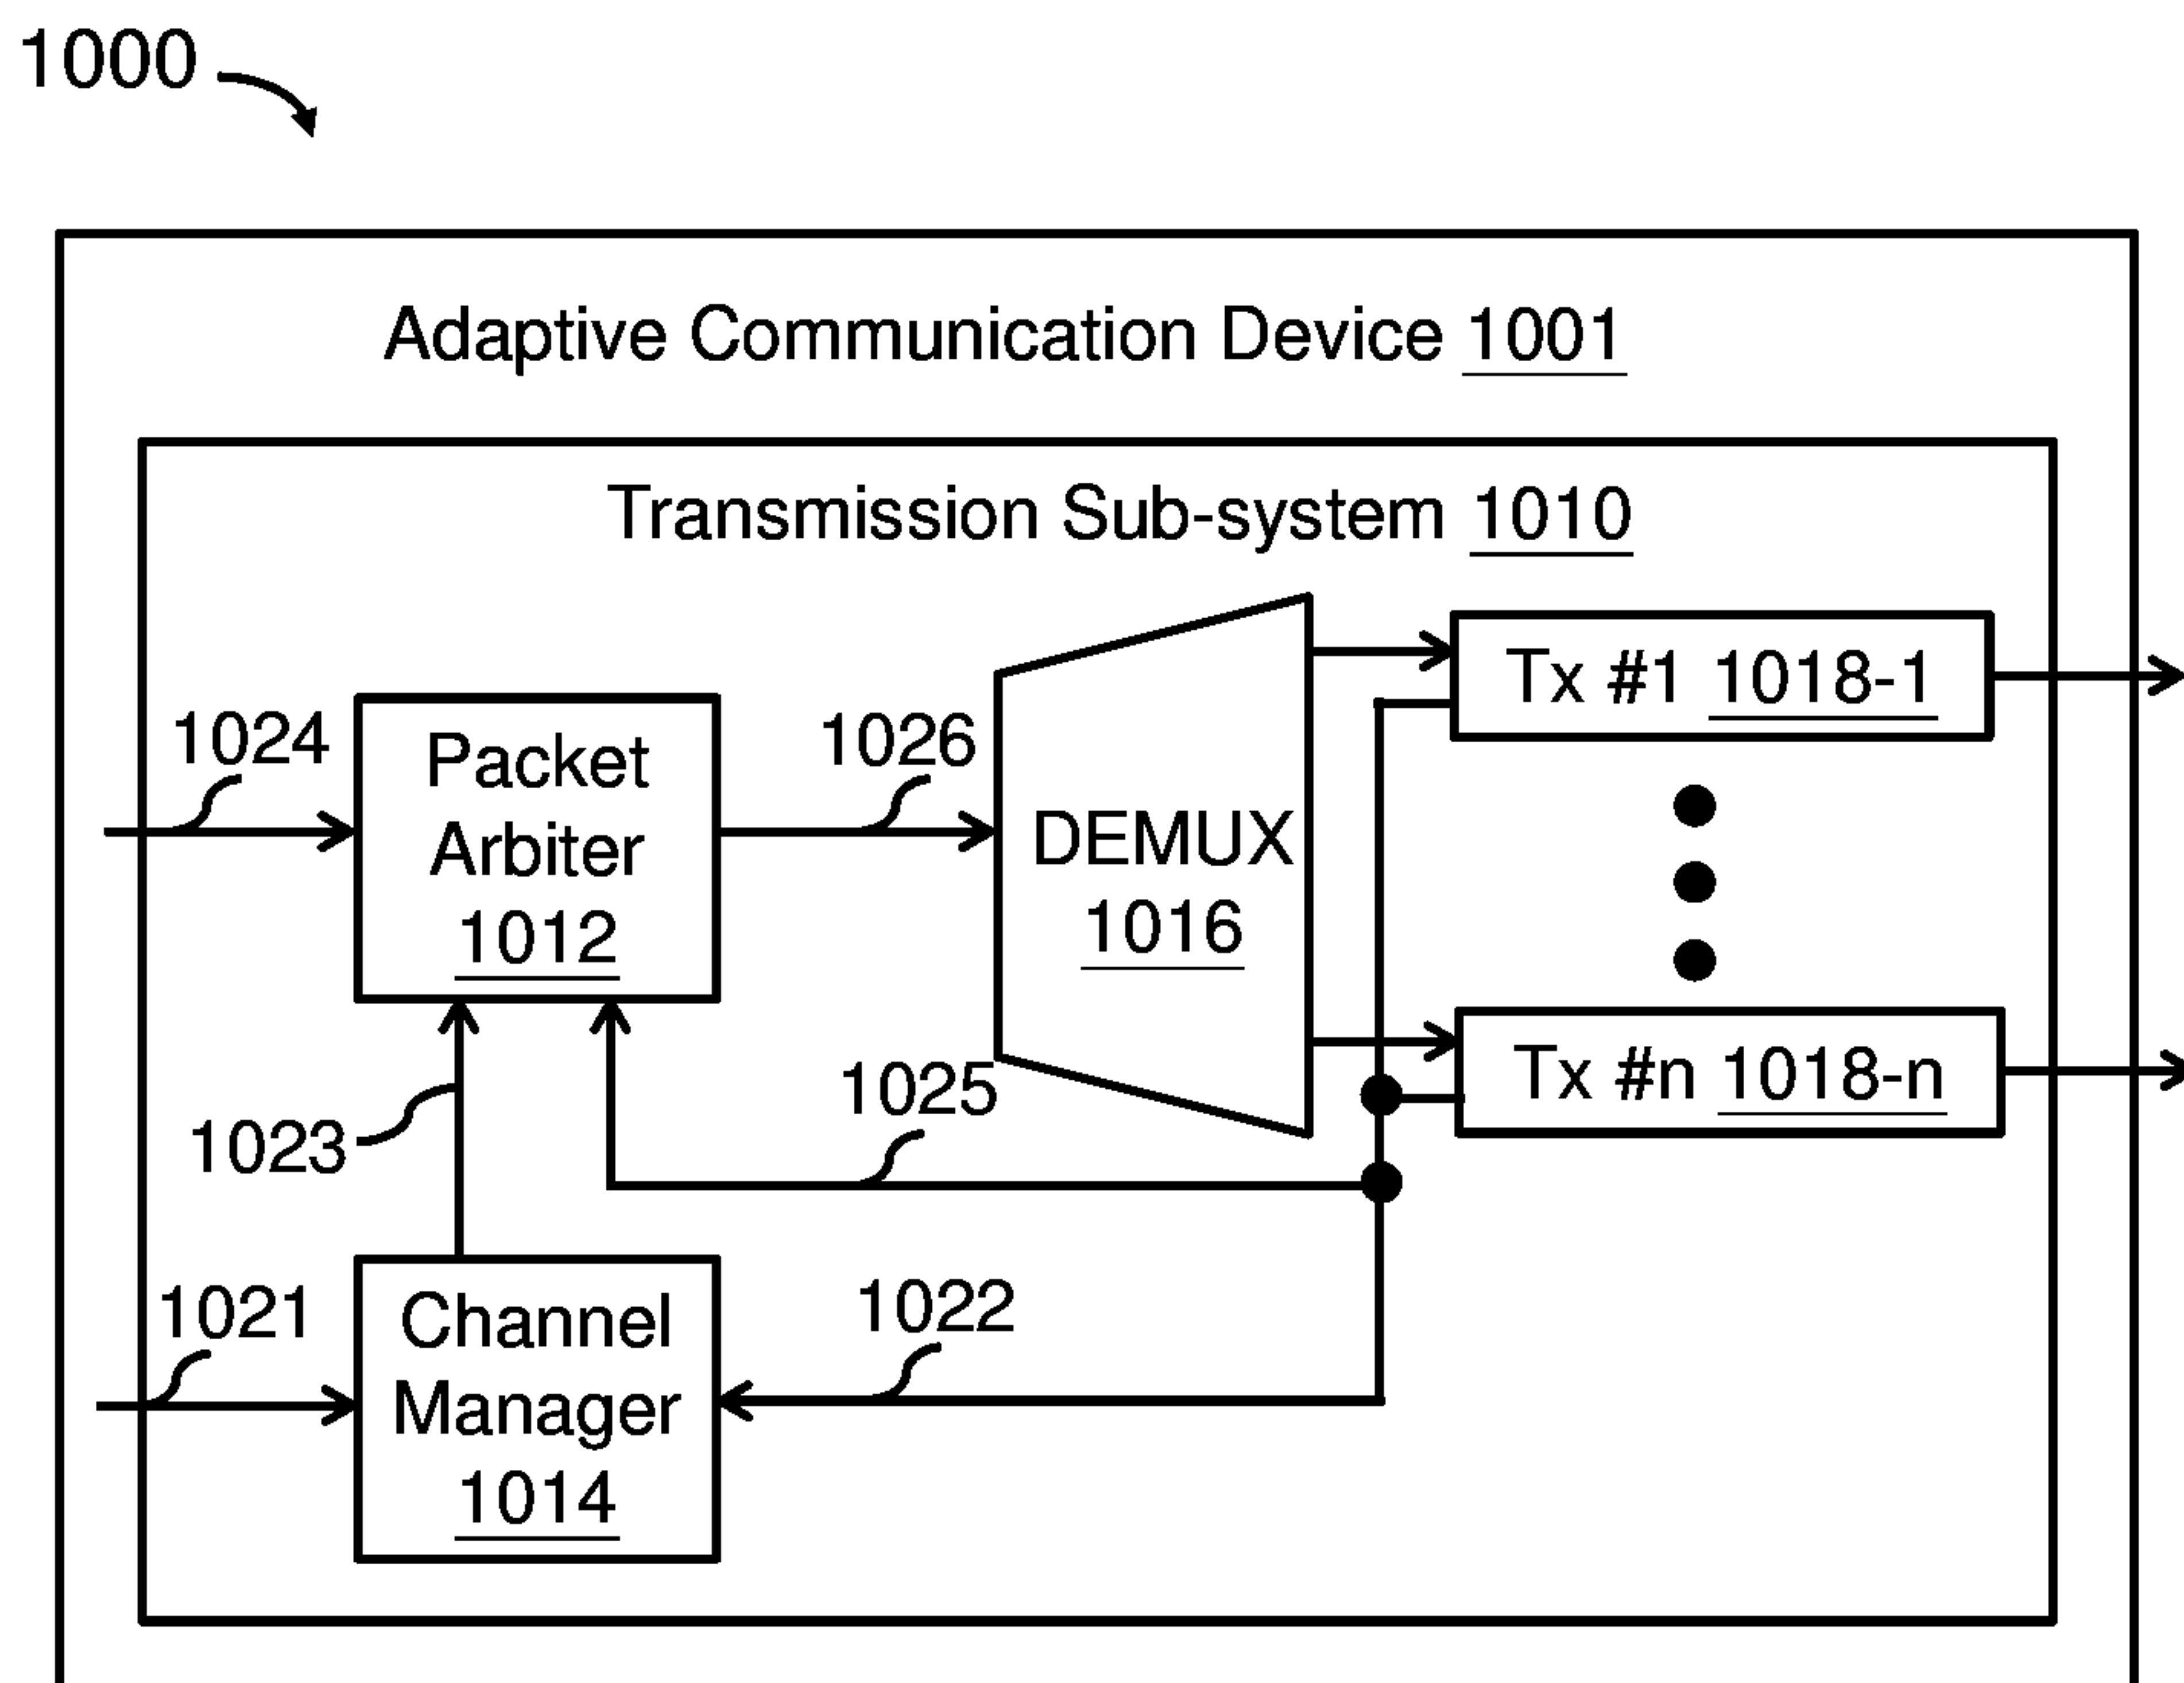 1000
Adaptive Communication Device 1001
Transmission Sub-system 1010
Tx #1 1018-1
1024
Packet
Arbiter
1012
1026
DEMUX
1016
Tx #n 1018-n
1025
1023
1021
Channel
Manager
1014
1022